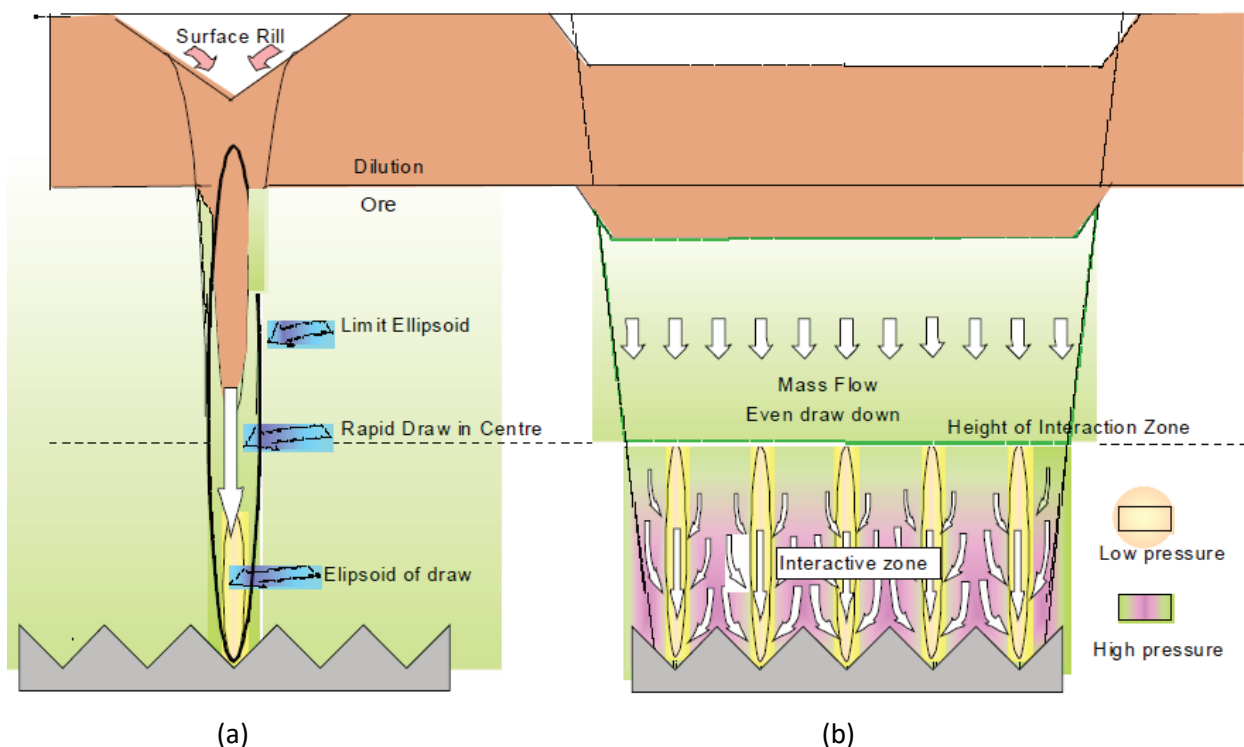 Surface Rill
Dilution
Ore
Limit Ellipsoid
Rapid Draw in Centre
Elipsoid of draw
Mass Flow
Even draw down
Height of Interaction Zone
Interactive zone
Low pressure
High pressure
(a)
(b)